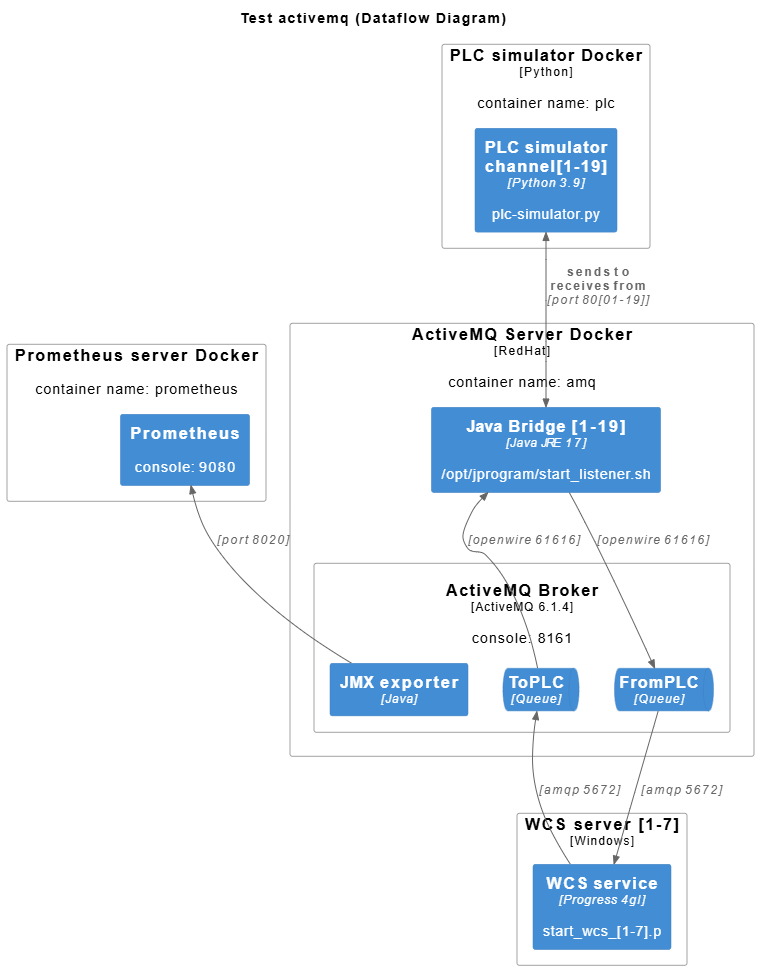 Test activemq (Dataflow Diagram)
PLC simulator Docker
[Python]
container name: plc
PLC simulator
channel[1-19]
[Python 3.9]
plc-simulator.py
sends to
receives from
[port 80[01-19]]
ActiveMQ Server Docker
[RedHat]
container name: amq
Prometheus server Docker
container name: prometheus
Prometheus
console: 9080
Java Bridge [1-19]
[Java JRE 17]
/opt/jprogram/start_listener.sh
[port 8020]
[openwire 61616]
[openwire 61616]
ActiveMQ Broker
[ActiveMQ 6.1.4]
console: 8161
JMX exporter
[Java]
ToPLC
[Queue]
FromPLC
[Queue]
[amqp 5672]
[amqp 5672]
WCS server [1-7]
[Windows]
WCS service
[Progress 4gl]
start_wcs_[1-7].p